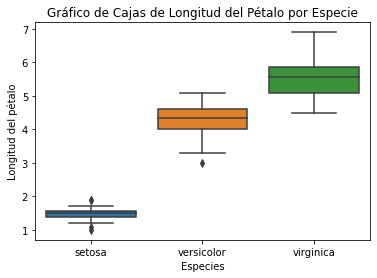 Gráfico de Cajas de Longitud del Pétalo por Especie
Longitud del pétalo
7
6
5
4
3
2
1
setosa versicolor virginica
Especies